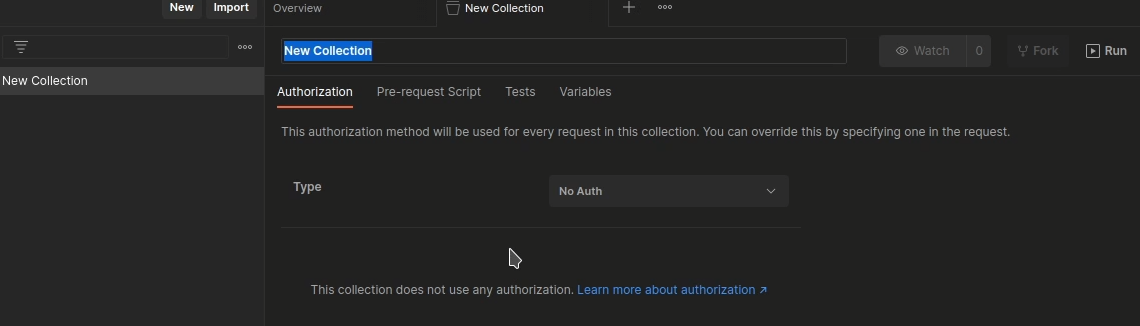 New Import Overview New Collection
New Collection Watch 0 Fork Run
New Collection
Authorization Pre-request Script Tests Variables
This authorization method will be used for every request in this collection. You can override this by specifying one in the request.
Type No Auth
This collection does not use any authorization. Learn more about authorization ↗